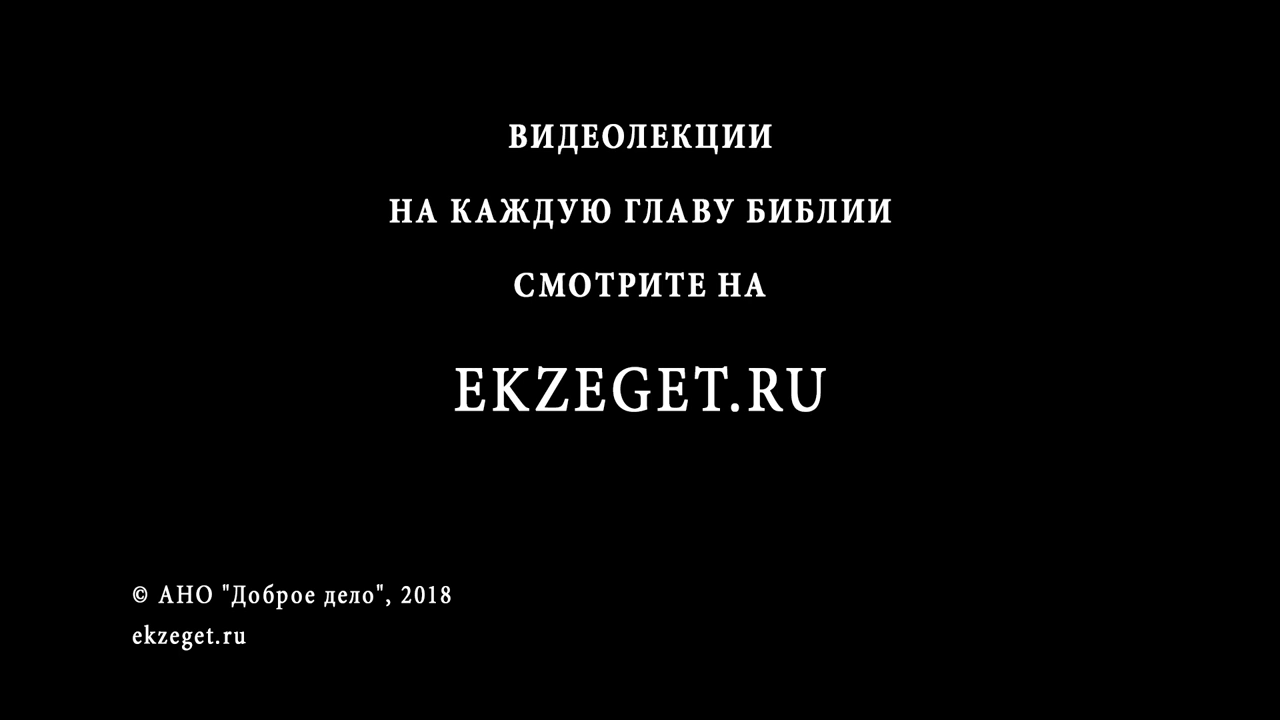 ВИДЕОЛЕКЦИИ
НА КАЖДУЮ ГЛАВУ БИБЛИИ
СМОТРИТЕ НА
EKZEGET.RU
© АНО "Доброе дело", 2018
ekzeget.ru